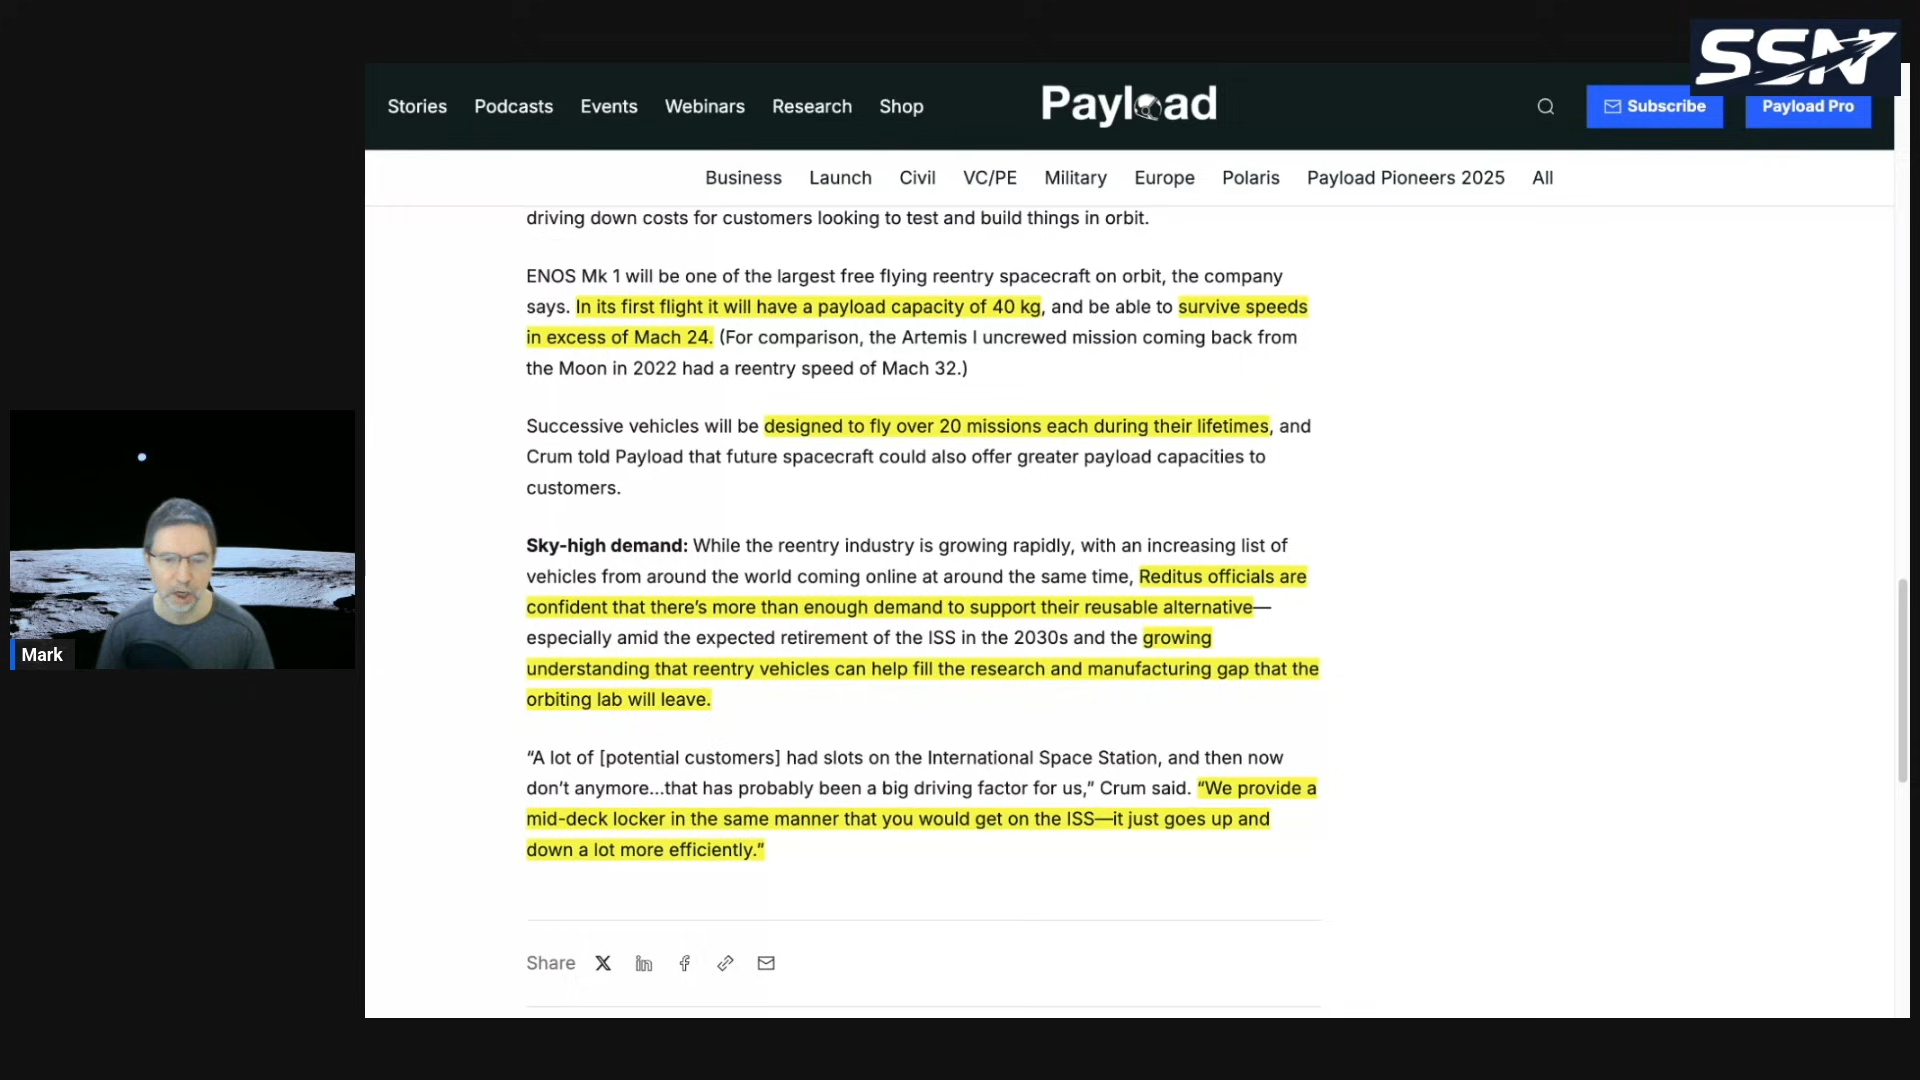 SSN
Stories Podcasts Events Webinars Research Shop
Payload
Subscribe
Payload Pro
Business Launch Civil VC/PE Military Europe Polaris Payload Pioneers 2025 All
driving down costs for customers looking to test and build things in orbit.
ENOS Mk 1 will be one of the largest free flying reentry spacecraft on orbit, the company
says. In its first flight it will have a payload capacity of 40 kg, and be able to survive speeds
in excess of Mach 24. (For comparison, the Artemis I uncrewed mission coming back from
the Moon in 2022 had a reentry speed of Mach 32.)
Successive vehicles will be designed to fly over 20 missions each during their lifetimes, and
Crum told Payload that future spacecraft could also offer greater payload capacities to
customers.
Sky-high demand: While the reentry industry is growing rapidly, with an increasing list of
vehicles from around the world coming online at around the same time, Reditus officials are
confident that there’s more than enough demand to support their reusable alternative—
especially amid the expected retirement of the ISS in the 2030s and the growing
understanding that reentry vehicles can help fill the research and manufacturing gap that the
orbiting lab will leave.
“A lot of [potential customers] had slots on the International Space Station, and then now
don’t anymore...that has probably been a big driving factor for us,” Crum said. “We provide a
mid-deck locker in the same manner that you would get on the ISS—it just goes up and
down a lot more efficiently.”
Share
Mark